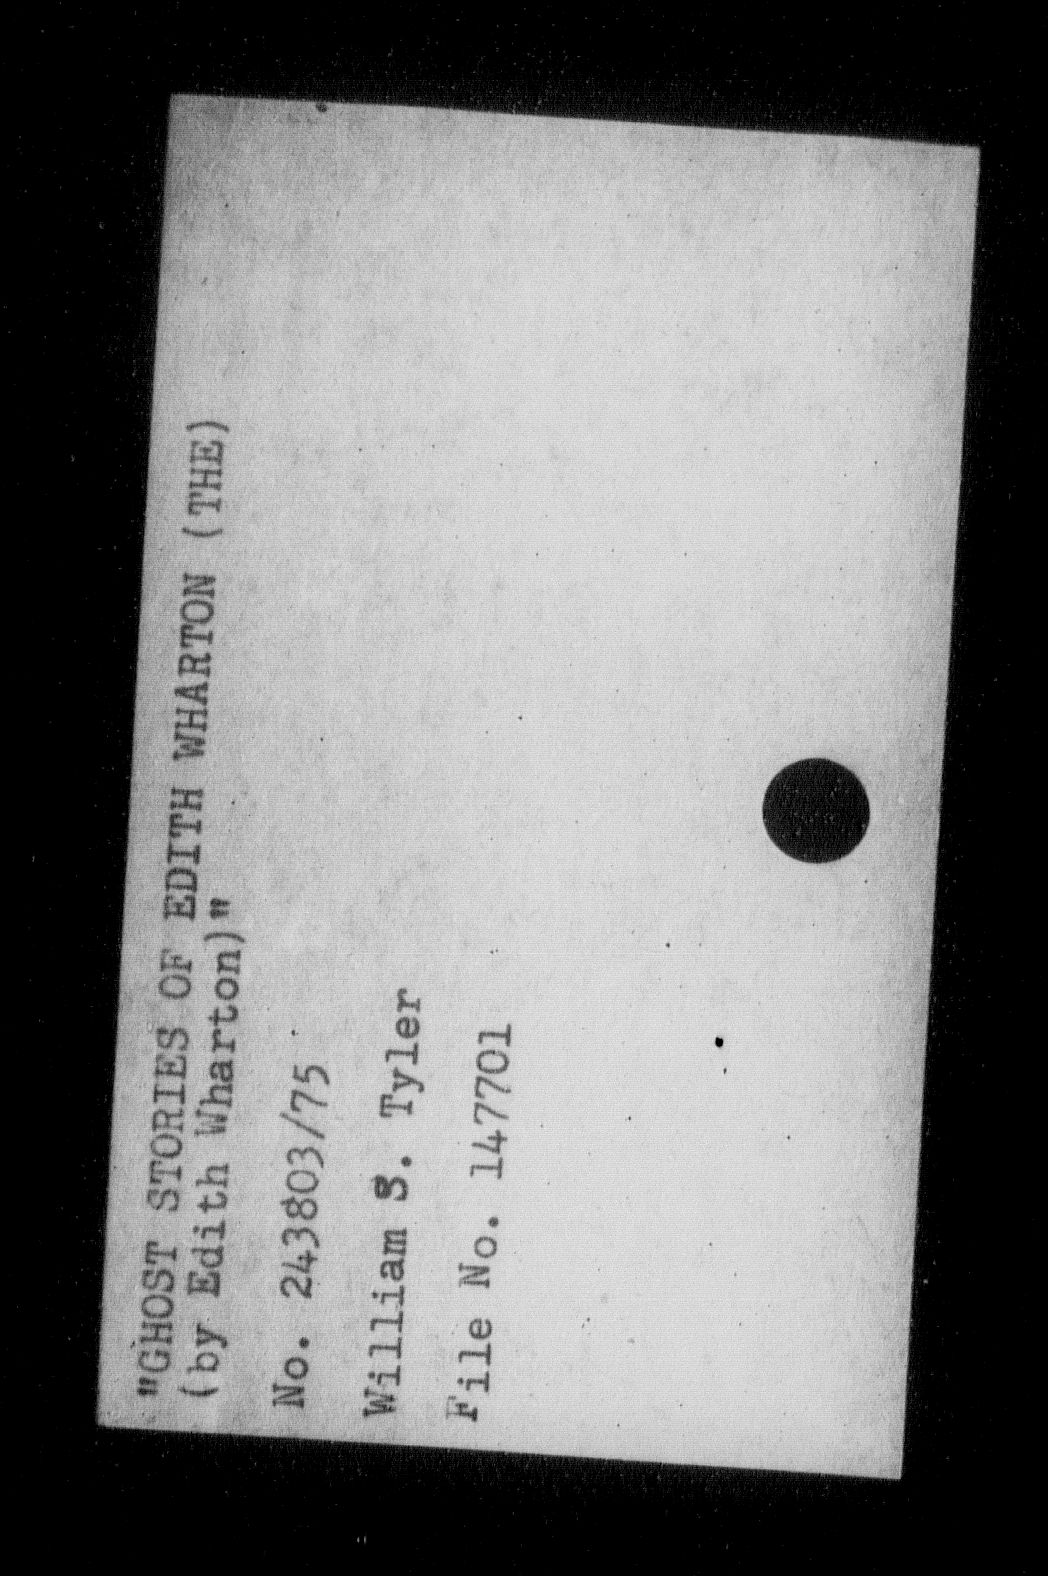 "GHOST STORIES OF EDITH WHARTON (THE)
(by Edith Wharton)"
No. 243803/75
William S. Tyler
File No. 147701